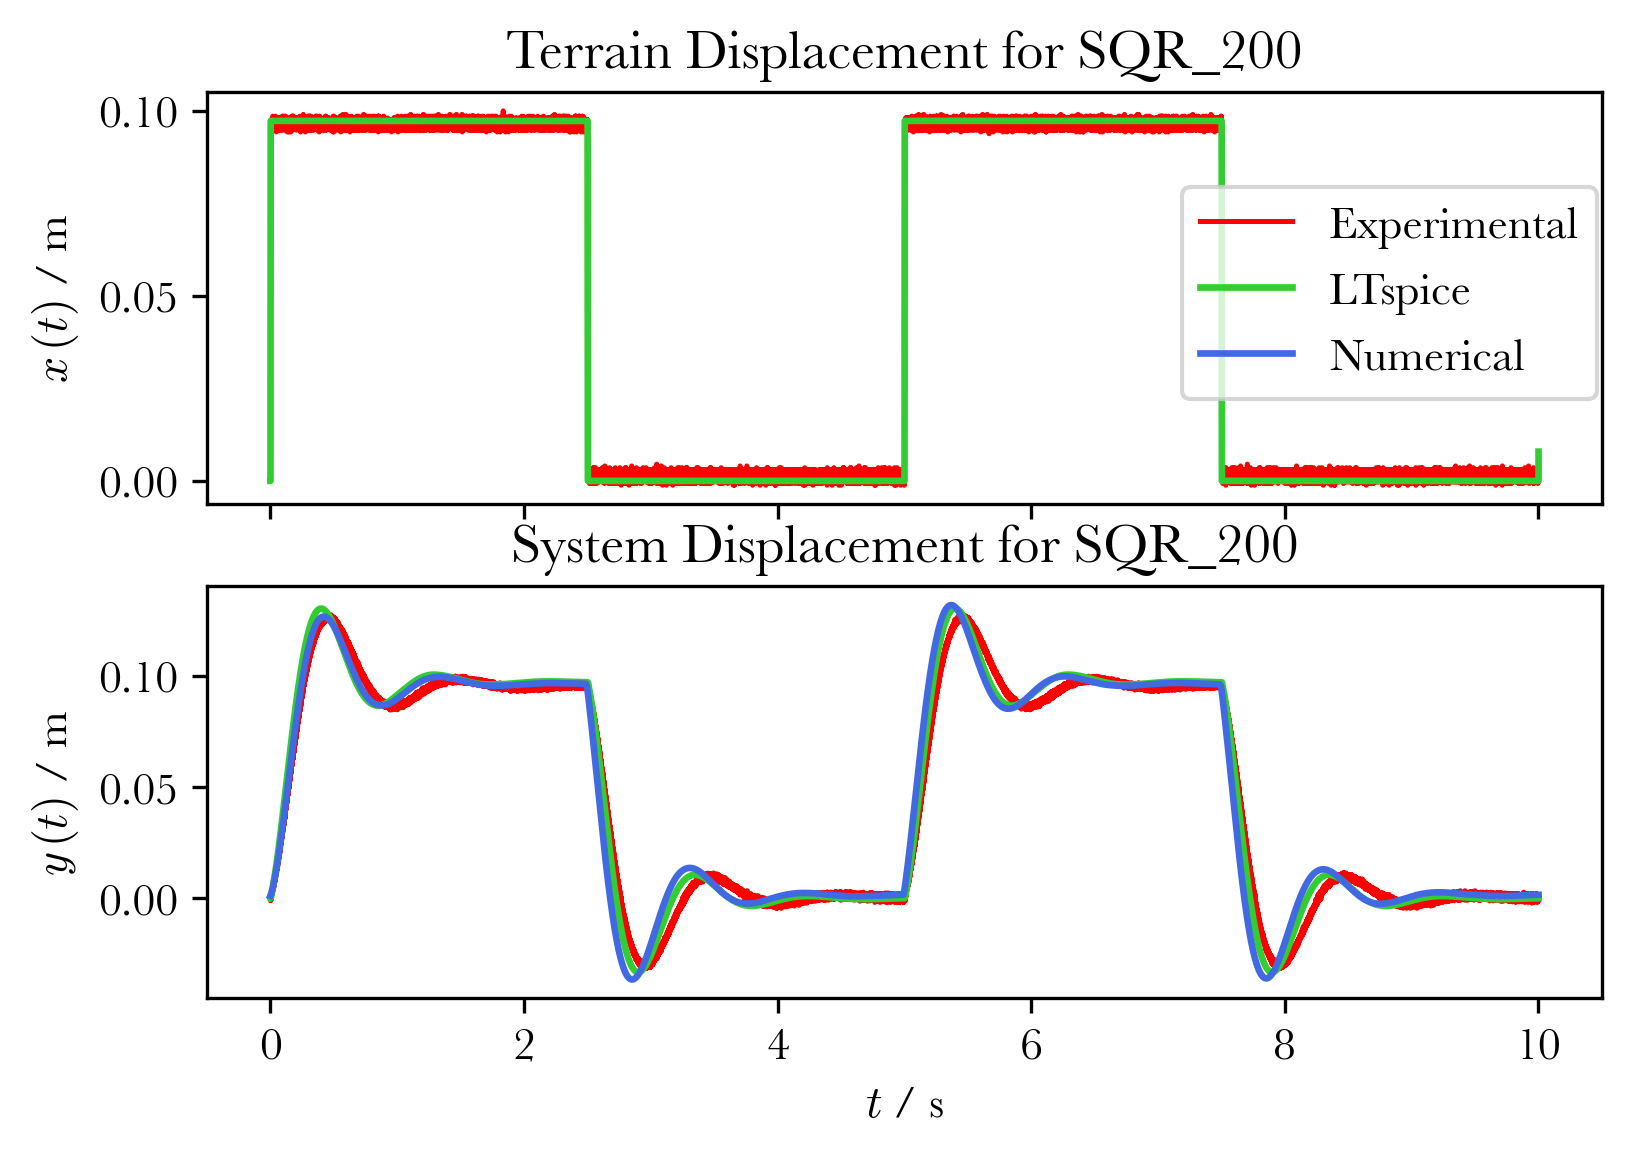 Terrain Displacement for SQR_200
0.10
0.05
0.00
x (t) / m
Experimental
LTspice
Numerical
System Displacement for SQR_200
0.10
0.05
0.00
y (t) / m
0 2 4 6 8 10
t / s